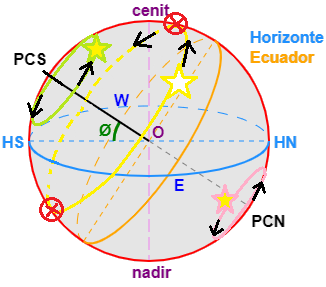 cenit
Horizonte
Ecuador
PCS
W
HS
Ø
O
HN
E
PCN
nadir